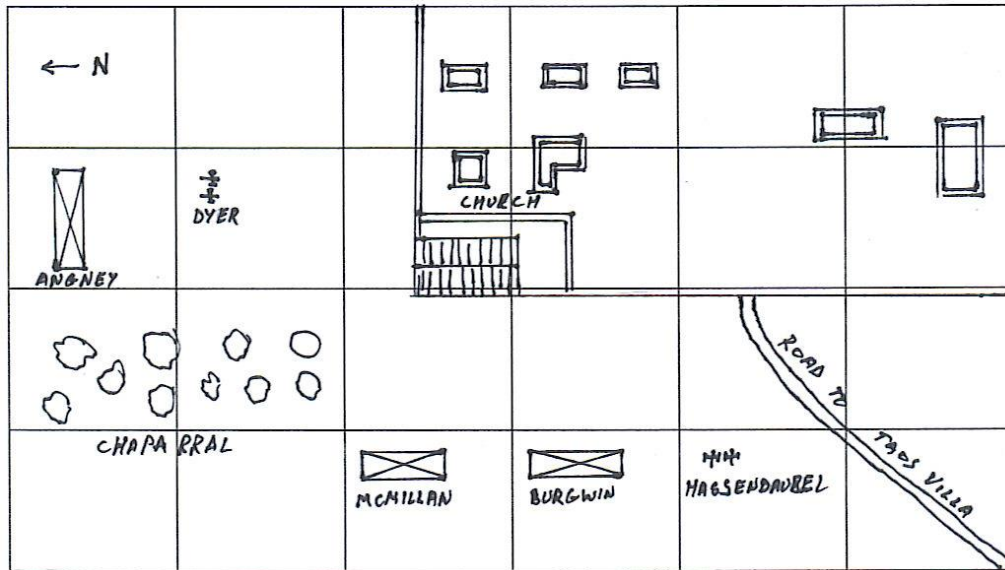 ← N
CHURCH
DYER
ANGNEY
ROAD TO
TAOS VILLA
CHAPARRAL
MCMILLAN
BURGWIN
HASSENDAUBEL